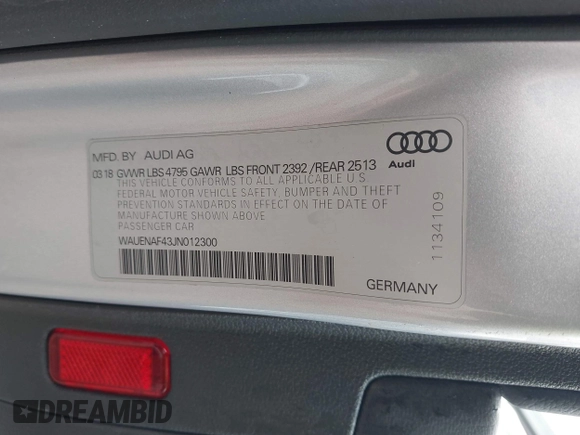 MFD. BY AUDI AG
03 18 GVWR LBS 4795 GAWR LBS FRONT 2392 /REAR 2513
THIS VEHICLE CONFORMS TO ALL APPLICABLE U.S.
FEDERAL MOTOR VEHICLE SAFETY, BUMPER AND THEFT
PREVENTION STANDARDS IN EFFECT ON THE DATE OF
MANUFACTURE SHOWN ABOVE.
PASSENGER CAR
WAUENAF43JN012300
Audi
1134109
GERMANY
DREAMBID